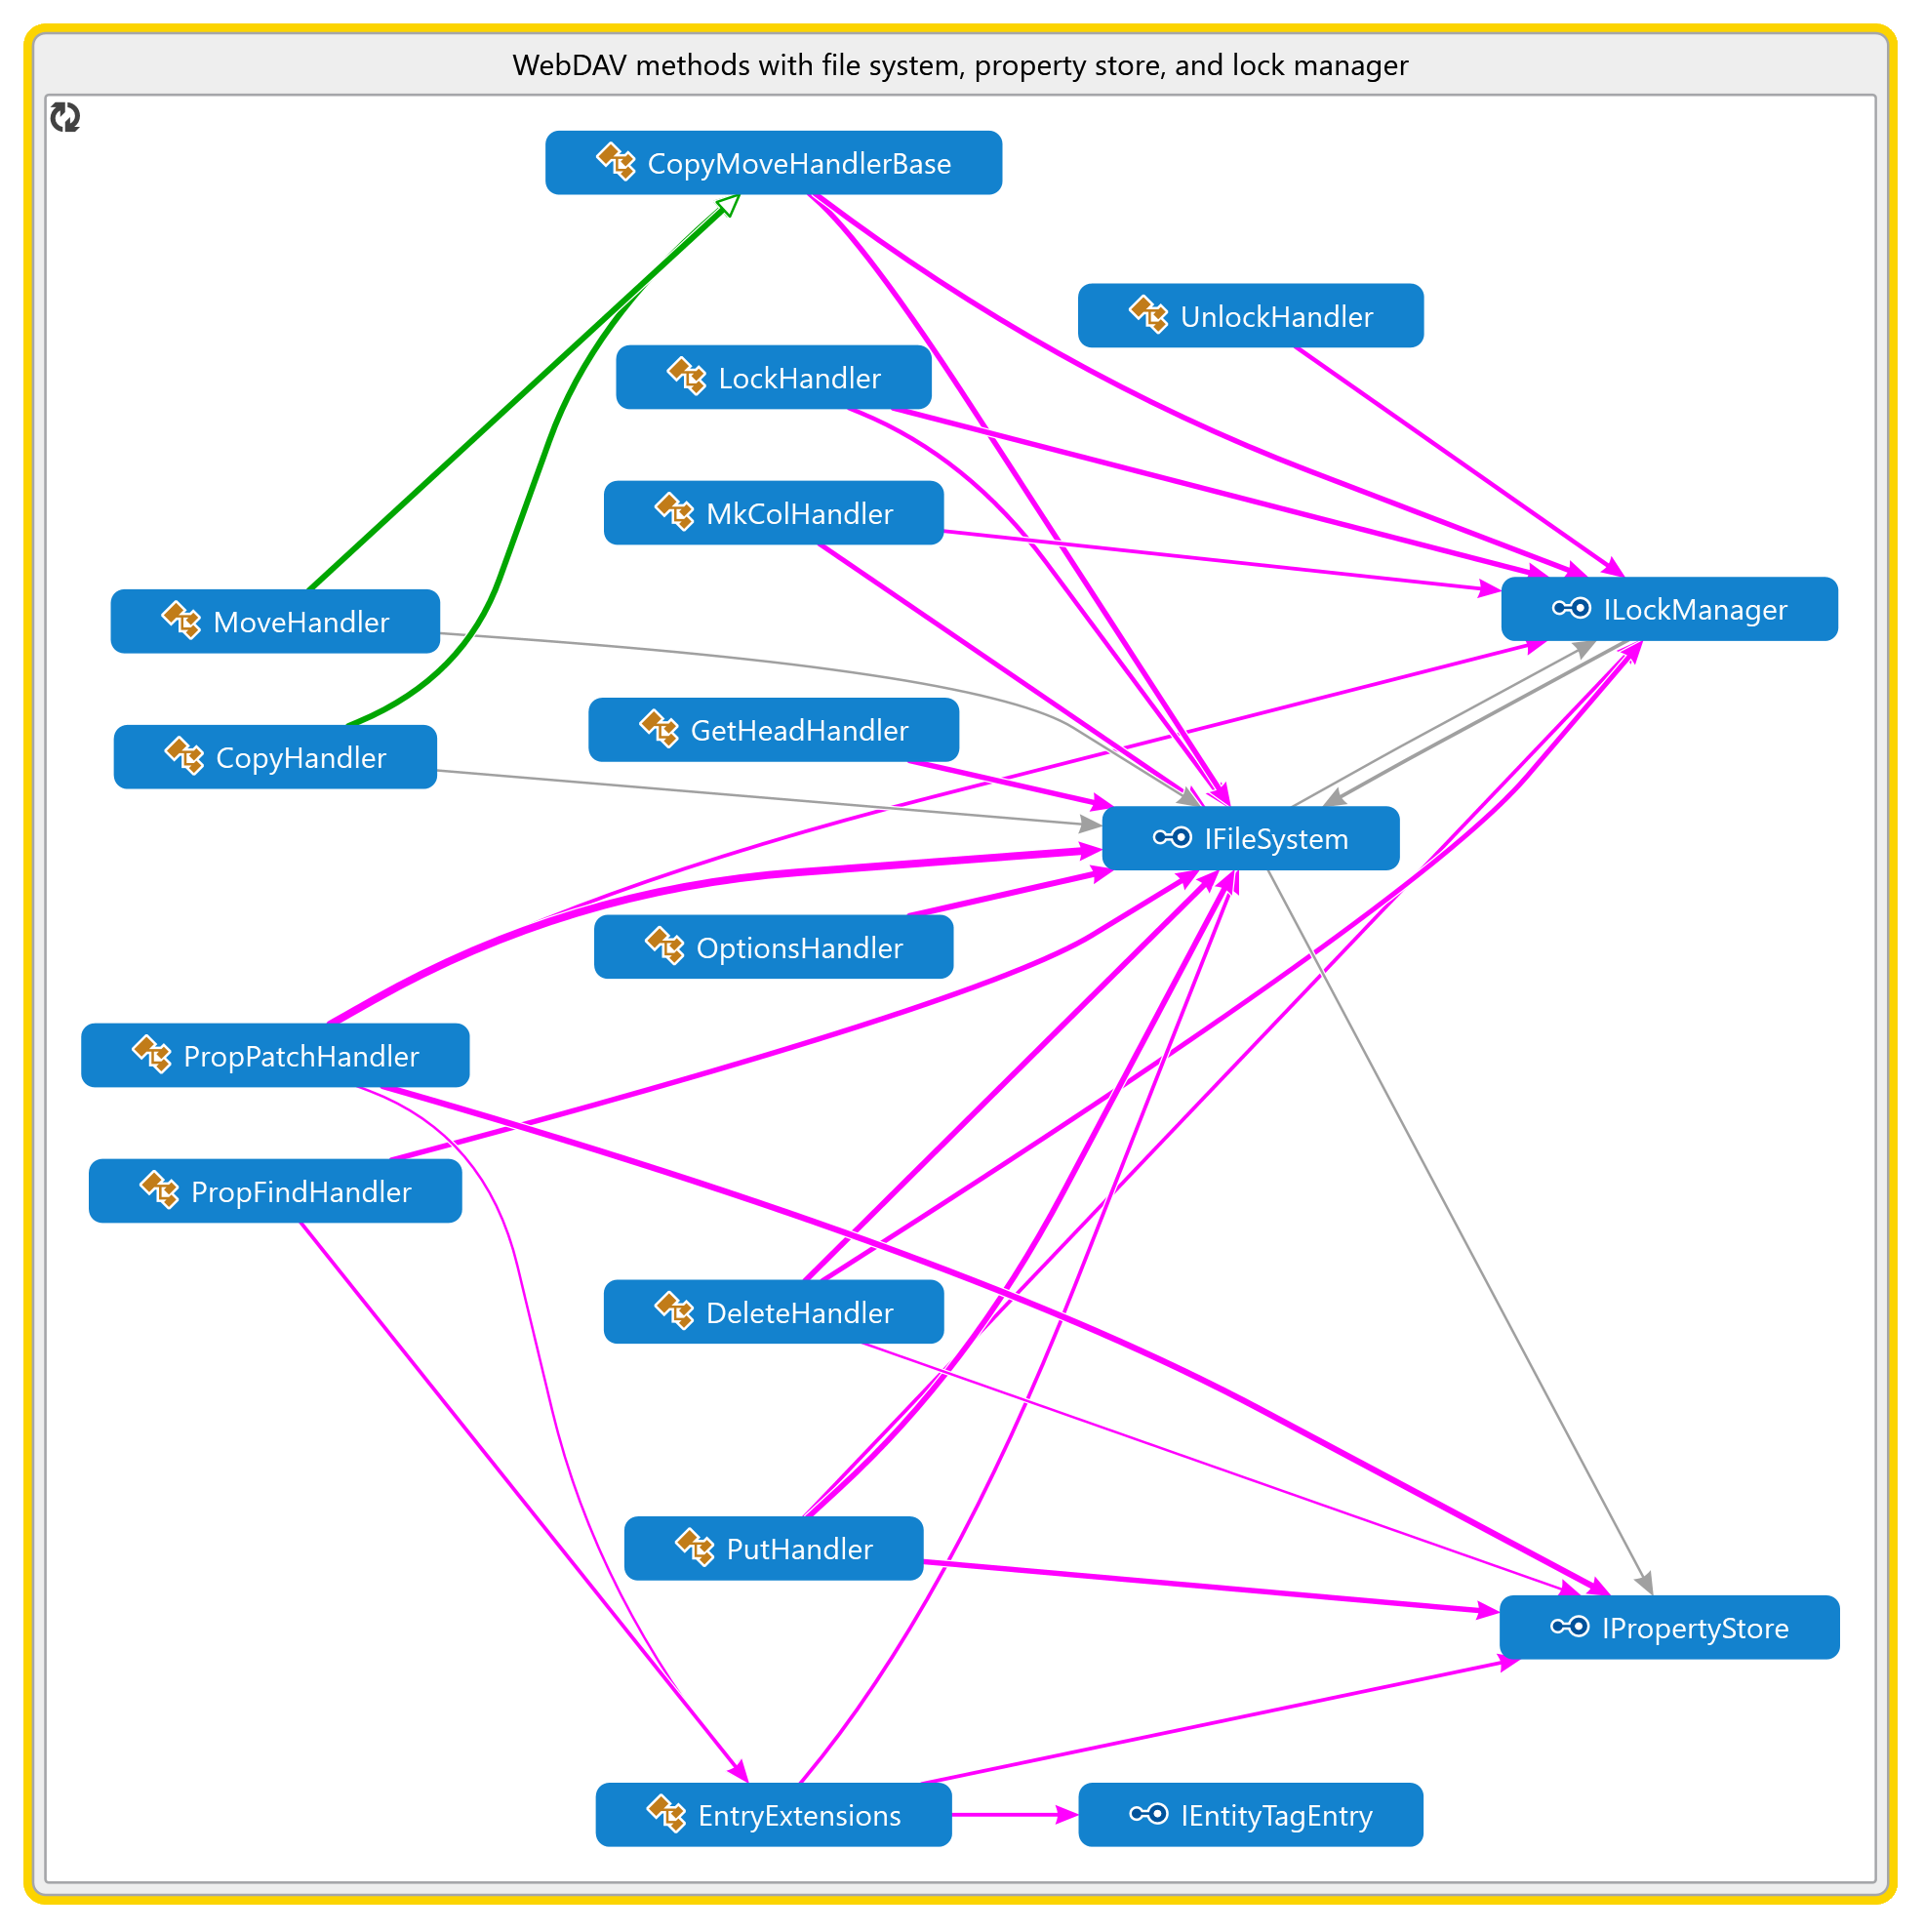 WebDAV methods with file system, property store, and lock manager
CopyMoveHandlerBase
UnlockHandler
LockHandler
MkColHandler
ILockManager
MoveHandler
GetHeadHandler
CopyHandler
IFileSystem
OptionsHandler
PropPatchHandler
PropFindHandler
DeleteHandler
PutHandler
IPropertyStore
EntryExtensions
IEntityTagEntry